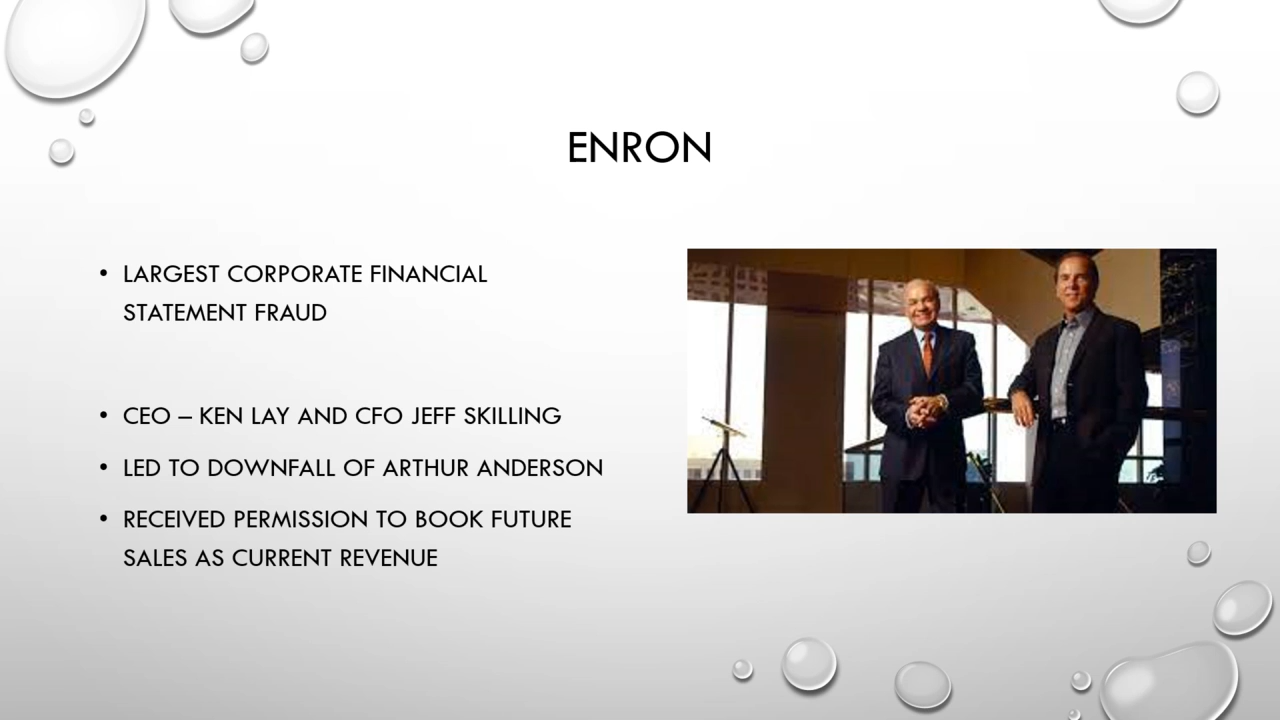 ENRON
• LARGEST CORPORATE FINANCIAL
STATEMENT FRAUD
• CEO – KEN LAY AND CFO JEFF SKILLING
• LED TO DOWNFALL OF ARTHUR ANDERSON
• RECEIVED PERMISSION TO BOOK FUTURE
SALES AS CURRENT REVENUE